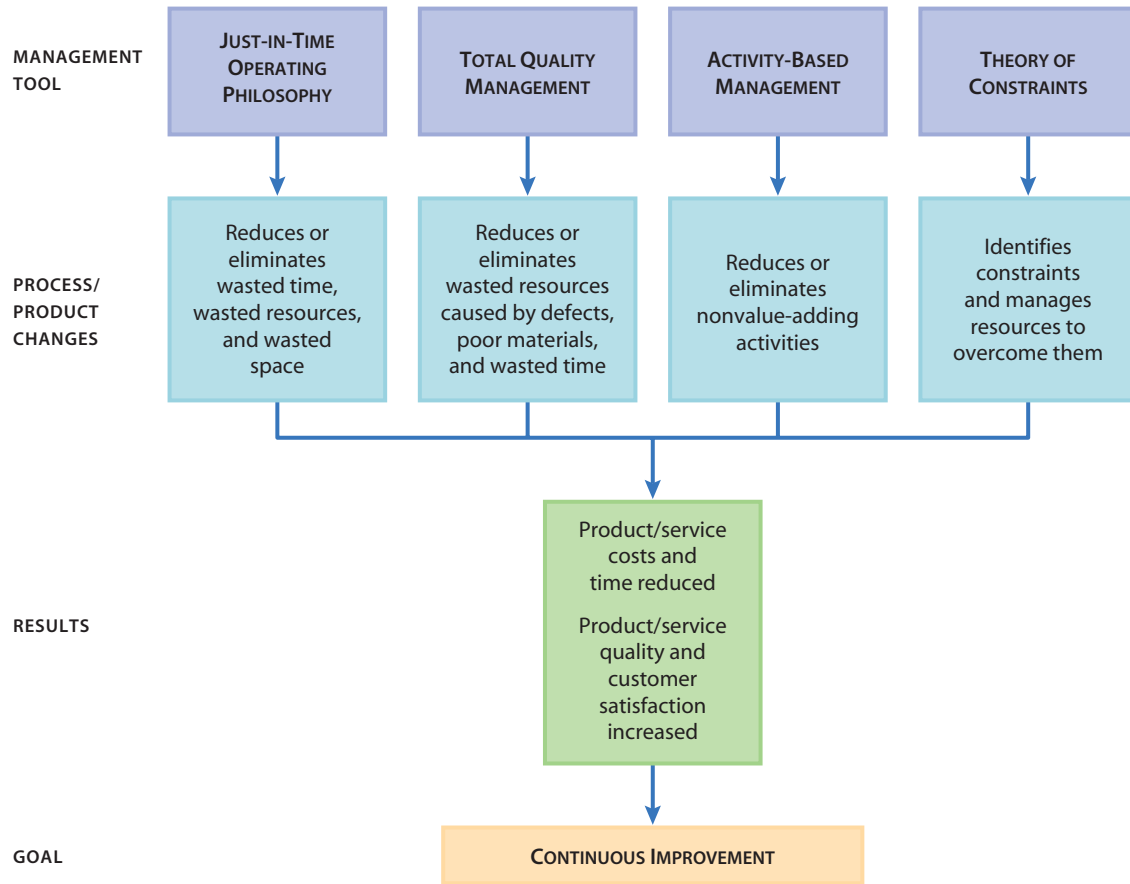 MANAGEMENT
TOOL
JUST-IN-TIME
OPERATING
PHILOSOPHY
TOTAL QUALITY
MANAGEMENT
ACTIVITY-BASED
MANAGEMENT
THEORY OF
CONSTRAINTS
PROCESS/
PRODUCT
CHANGES
Reduces or
eliminates
wasted time,
wasted resources,
and wasted
space
Reduces or
eliminates
wasted resources
caused by defects,
poor materials,
and wasted time
Reduces or
eliminates
nonvalue-adding
activities
Identifies
constraints
and manages
resources to
overcome them
RESULTS
Product/service
costs and
time reduced
Product/service
quality and
customer
satisfaction
increased
GOAL
CONTINUOUS IMPROVEMENT